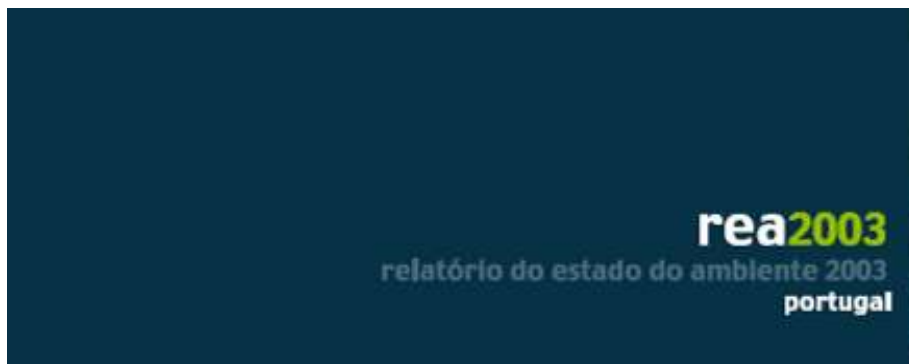 rea2003
relatório do estado do ambiente 2003
portugal